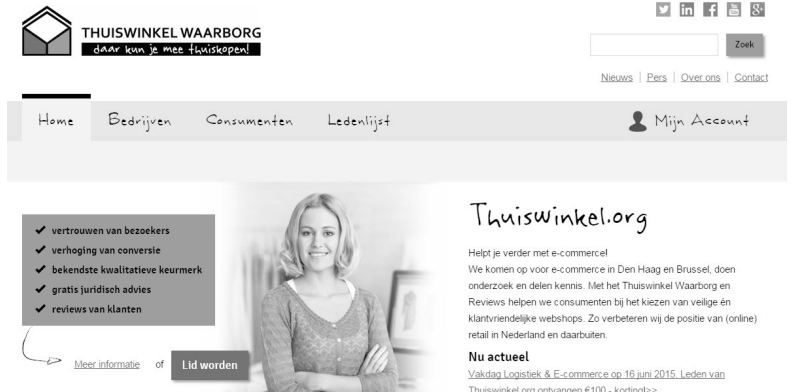 THUISWINKEL WAARBORG
daar kun je mee thuiskopen!
Zoek
Nieuws | Pers | Over ons | Contact
Home Bedrijven Consumenten Ledenlijst Mijn Account
vertrouwen van bezoekers
verhoging van conversie
bekendste kwalitatieve keurmerk
gratis juridisch advies
reviews van klanten
Meer informatie of Lid worden
Thuiswinkel.org
Helpt je verder met e-commerce!
We komen op voor e-commerce in Den Haag en Brussel, doen
onderzoek en delen kennis. Met het Thuiswinkel Waarborg en
Reviews helpen we consumenten bij het kiezen van veilige én
klantvriendelijke webshops. Zo verbeteren wij de positie van (online)
retail in Nederland en daarbuiten.
Nu actueel
Vakdag Logistiek & E-commerce op 16 juni 2015. Leden van
Thuiswinkel.org ontvangen €100,- korting!>>